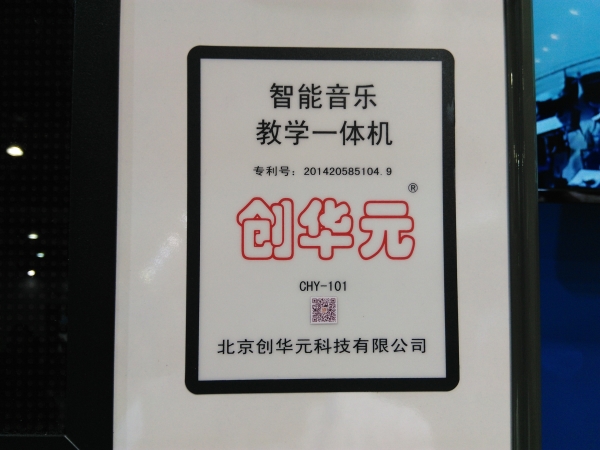 智能音乐
教学一体机
专利号：201420585104.9
创华元®
CHY-101
北京创华元科技有限公司